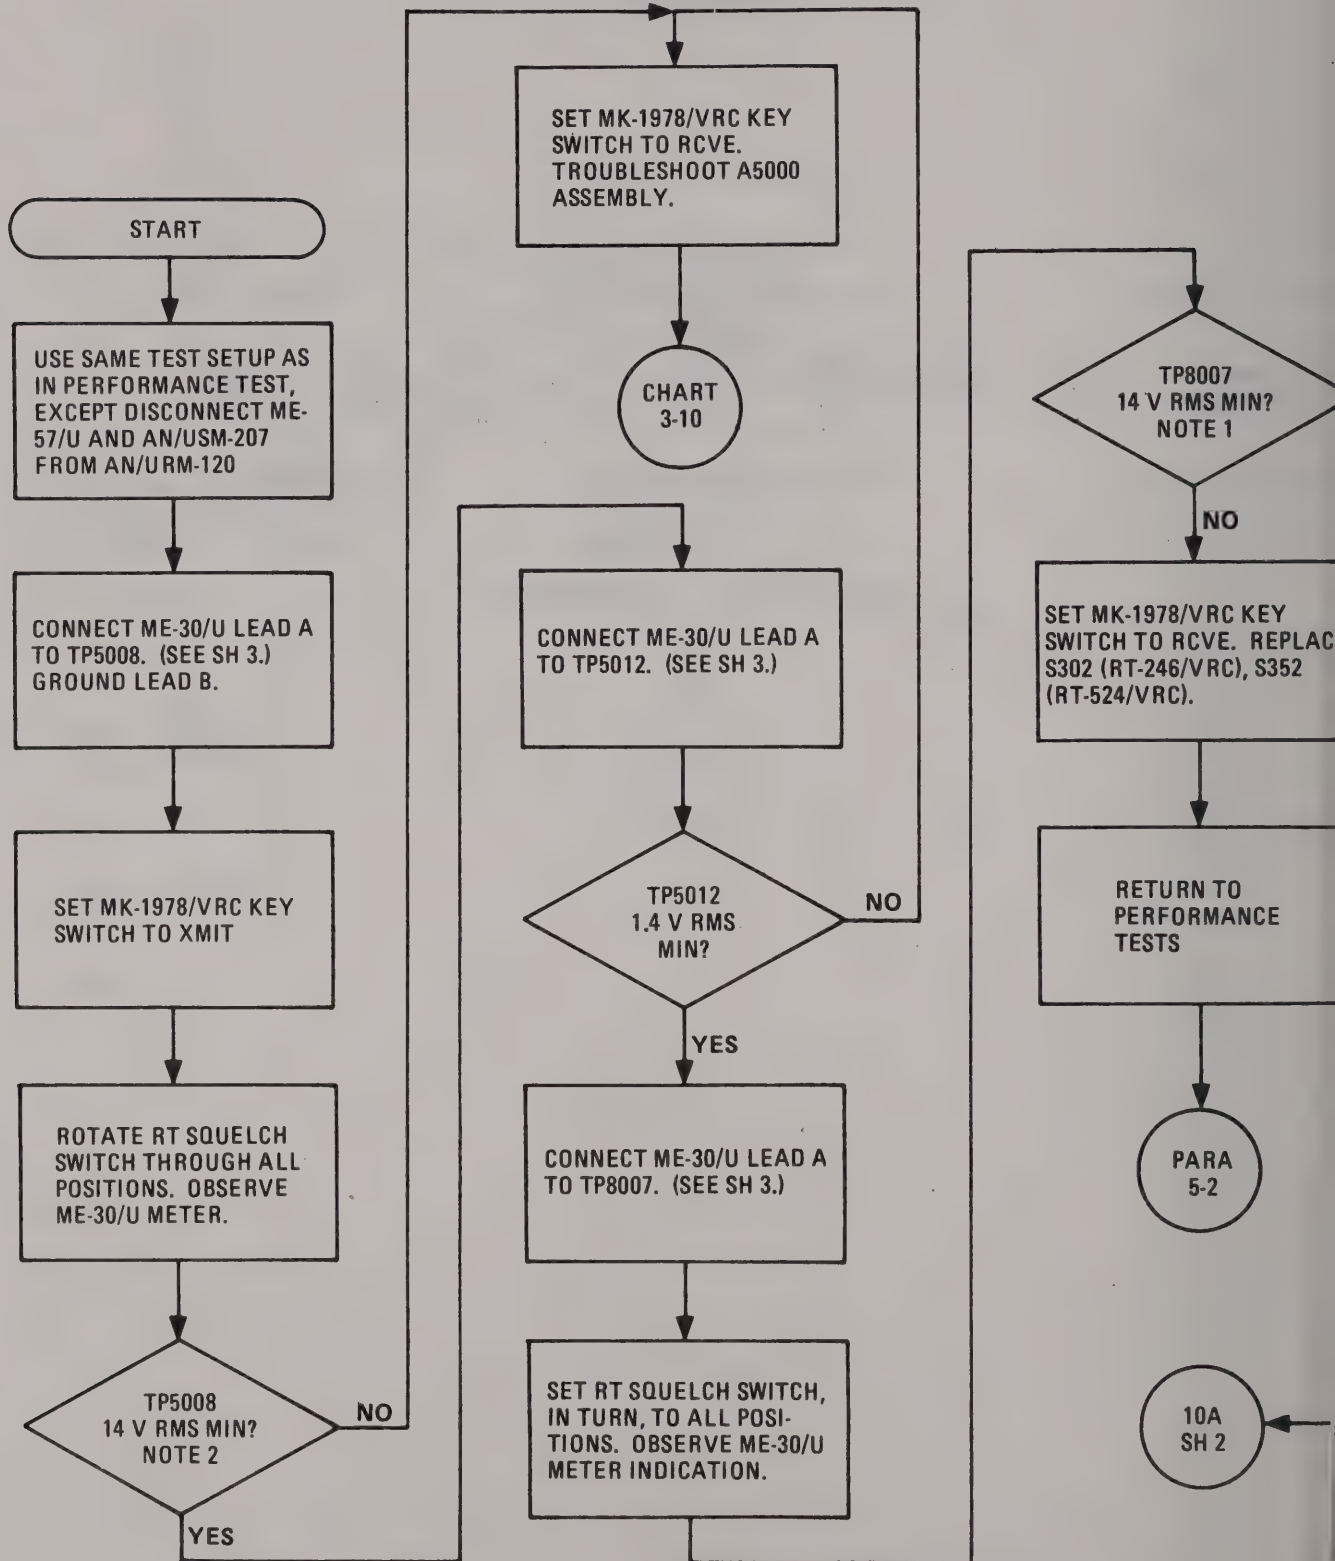 START
USE SAME TEST SETUP AS
IN PERFORMANCE TEST,
EXCEPT DISCONNECT ME-
57/U AND AN/USM-207
FROM AN/URM-120
CONNECT ME-30/U LEAD A
TO TP5008. (SEE SH 3.)
GROUND LEAD B.
SET MK-1978/VRC KEY
SWITCH TO XMIT
ROTATE RT SQUELCH
SWITCH THROUGH ALL
POSITIONS. OBSERVE
ME-30/U METER.
TP5008
14 V RMS MIN?
NOTE 2
NO
YES
SET MK-1978/VRC KEY
SWITCH TO RCVE.
TROUBLESHOOT A5000
ASSEMBLY.
CHART
3-10
CONNECT ME-30/U LEAD A
TO TP5012. (SEE SH 3.)
TP5012
1.4 V RMS
MIN?
NO
YES
CONNECT ME-30/U LEAD A
TO TP8007. (SEE SH 3.)
SET RT SQUELCH SWITCH,
IN TURN, TO ALL POSI-
TIONS. OBSERVE ME-30/U
METER INDICATION.
TP8007
14 V RMS MIN?
NOTE 1
NO
SET MK-1978/VRC KEY
SWITCH TO RCVE. REPLAC
S302 (RT-246/VRC), S352
(RT-524/VRC).
RETURN TO
PERFORMANCE
TESTS
PARA
5-2
10A
SH 2